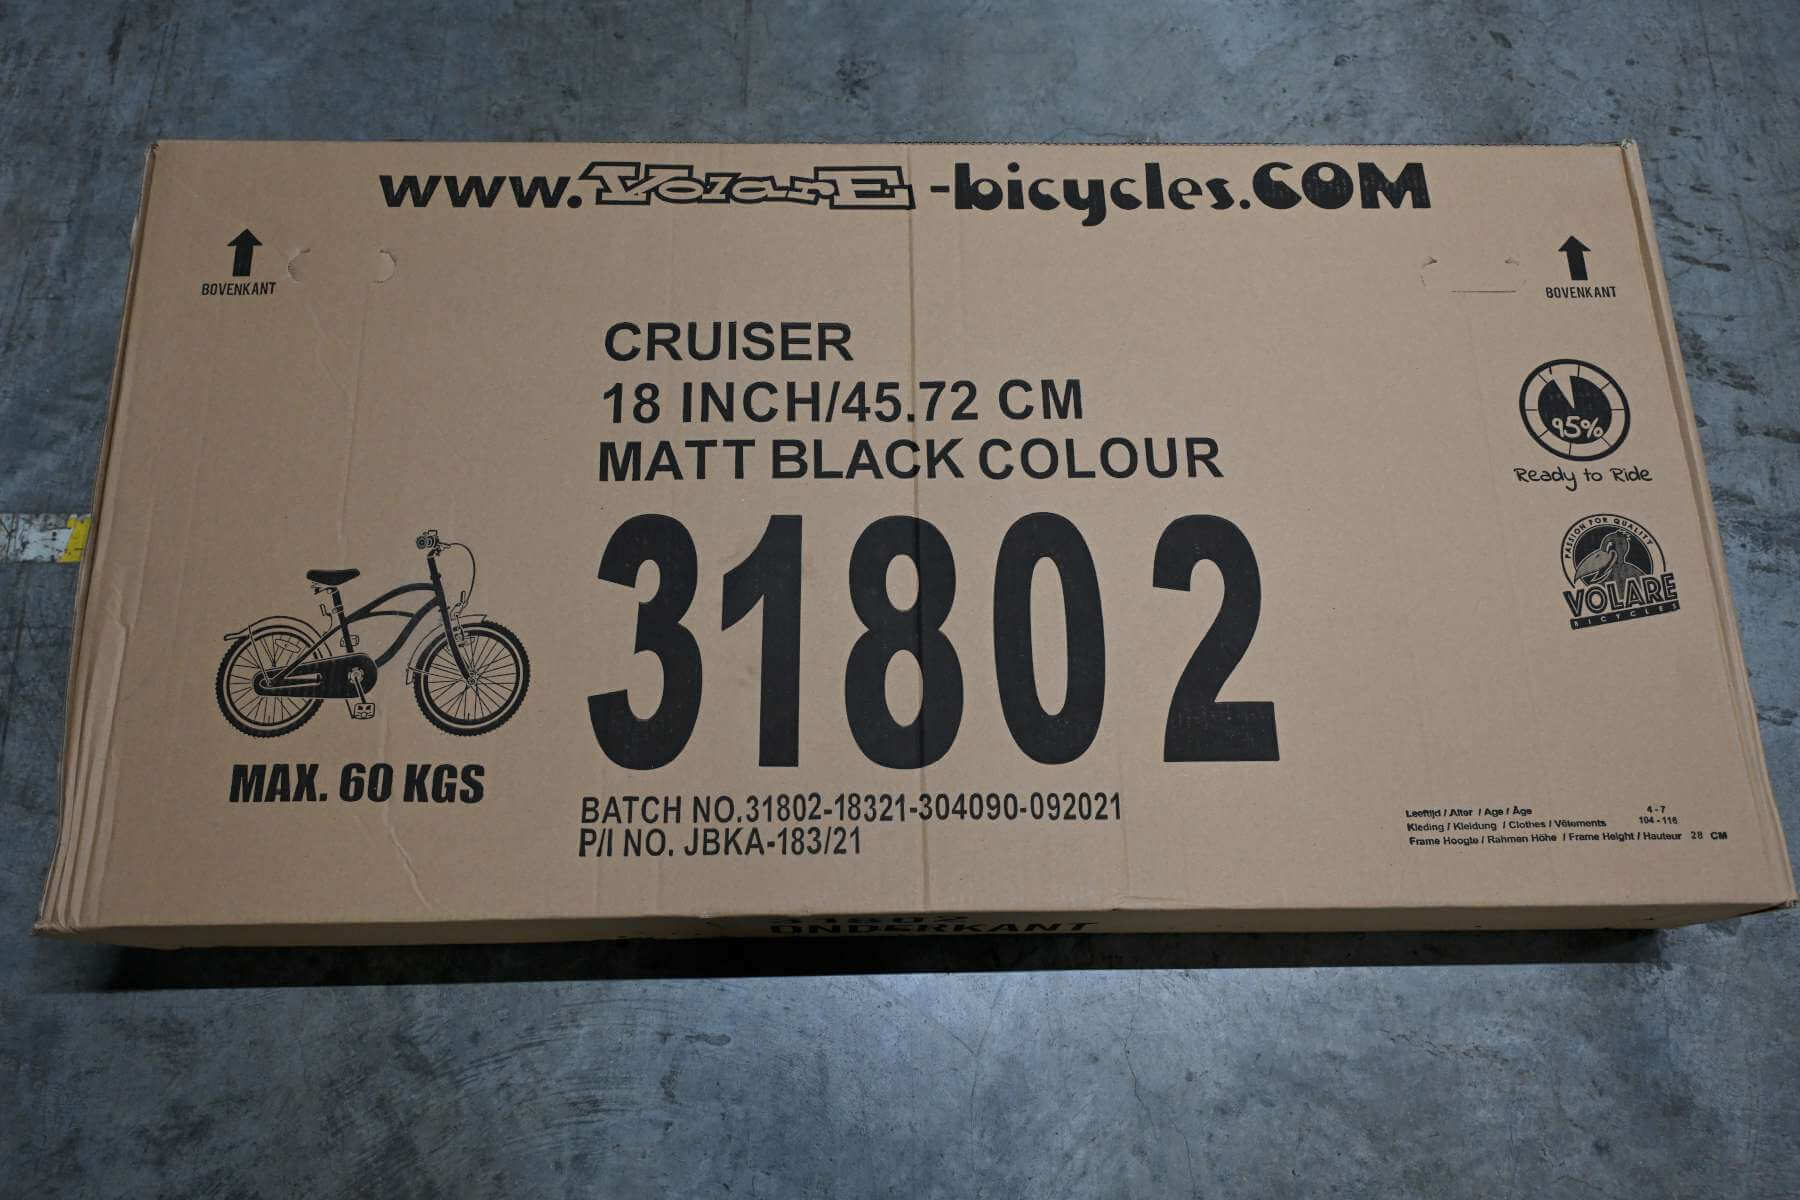 www.VolarE-bicycles.COM
BOVENKANT
BOVENKANT
CRUISER
18 INCH/45.72 CM
MATT BLACK COLOUR
31802
95%
Ready to Ride
PASSION FOR QUALITY
VOLARE
BICYCLES
MAX. 60 KGS
BATCH NO.31802-18321-304090-092021
P/I NO. JBKA-183/21
Leeftijd / Alter / Age / Âge 4 - 7
Kleding / Kleidung / Clothes / Vêtements 104 - 116
Frame Hoogte / Rahmen Höhe / Frame Height / Hauteur 28 CM
31802
ONDERKANT